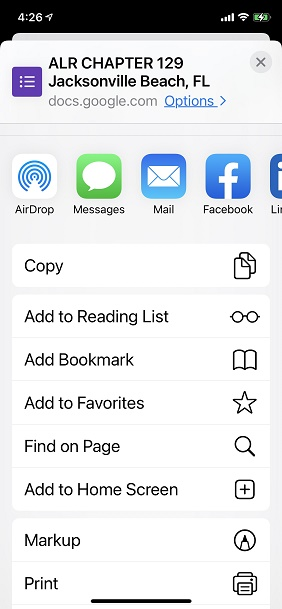 4:26
ALR CHAPTER 129
Jacksonville Beach, FL
docs.google.com Options >
AirDrop Messages Mail Facebook Lin
Copy
Add to Reading List
Add Bookmark
Add to Favorites
Find on Page
Add to Home Screen
Markup
Print